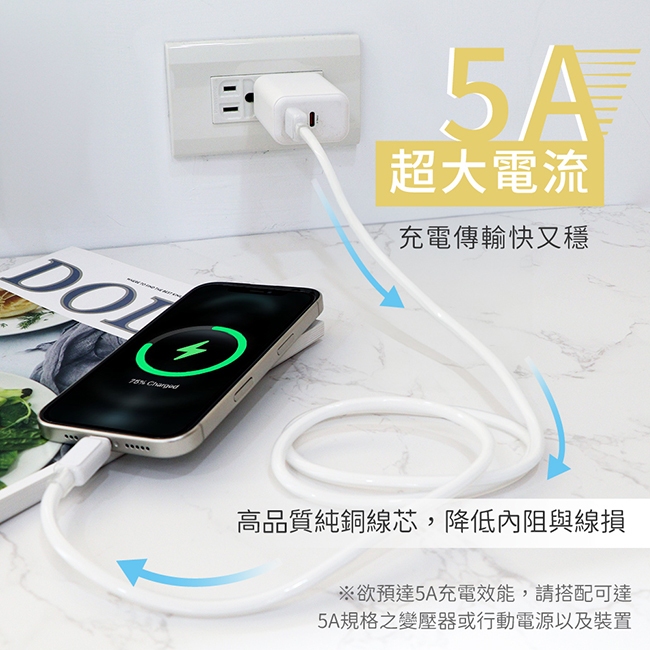 5A
超大電流
充電傳輸快又穩
DOL
75% Charged
高品質純銅線芯，降低內阻與線損
※欲預達5A充電效能，請搭配可達
5A規格之變壓器或行動電源以及裝置